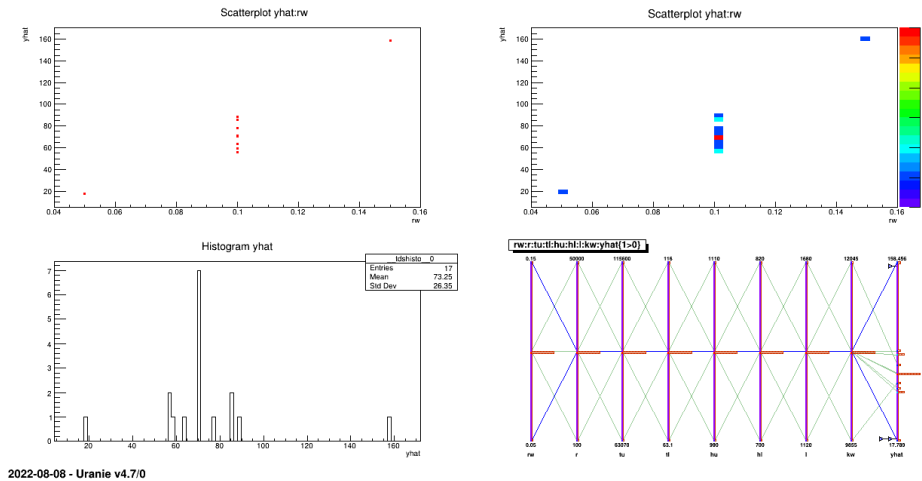 Scatterplot yhat:rw
yhat
160
140
120
100
80
60
40
20
0.04 0.06 0.08 0.1 0.12 0.14 0.16
rw
Scatterplot yhat:rw
yhat
160
140
120
100
80
60
40
20
0.04 0.06 0.08 0.1 0.12 0.14 0.16
rw
Histogram yhat
__tdshisto__0
Entries 17
Mean 73.25
Std Dev 26.35
7
6
5
4
3
2
1
0
20 40 60 80 100 120 140 160
yhat
rw:r:tu:tl:hu:hl:l:kw:yhat{1>0}
0.15 50000 115600 116 1110 820 1680 12045 158.496
0.05 100 63070 63.1 990 700 1120 9855 17.789
rw r tu tl hu hl l kw yhat
2022-08-08 - Uranie v4.7/0